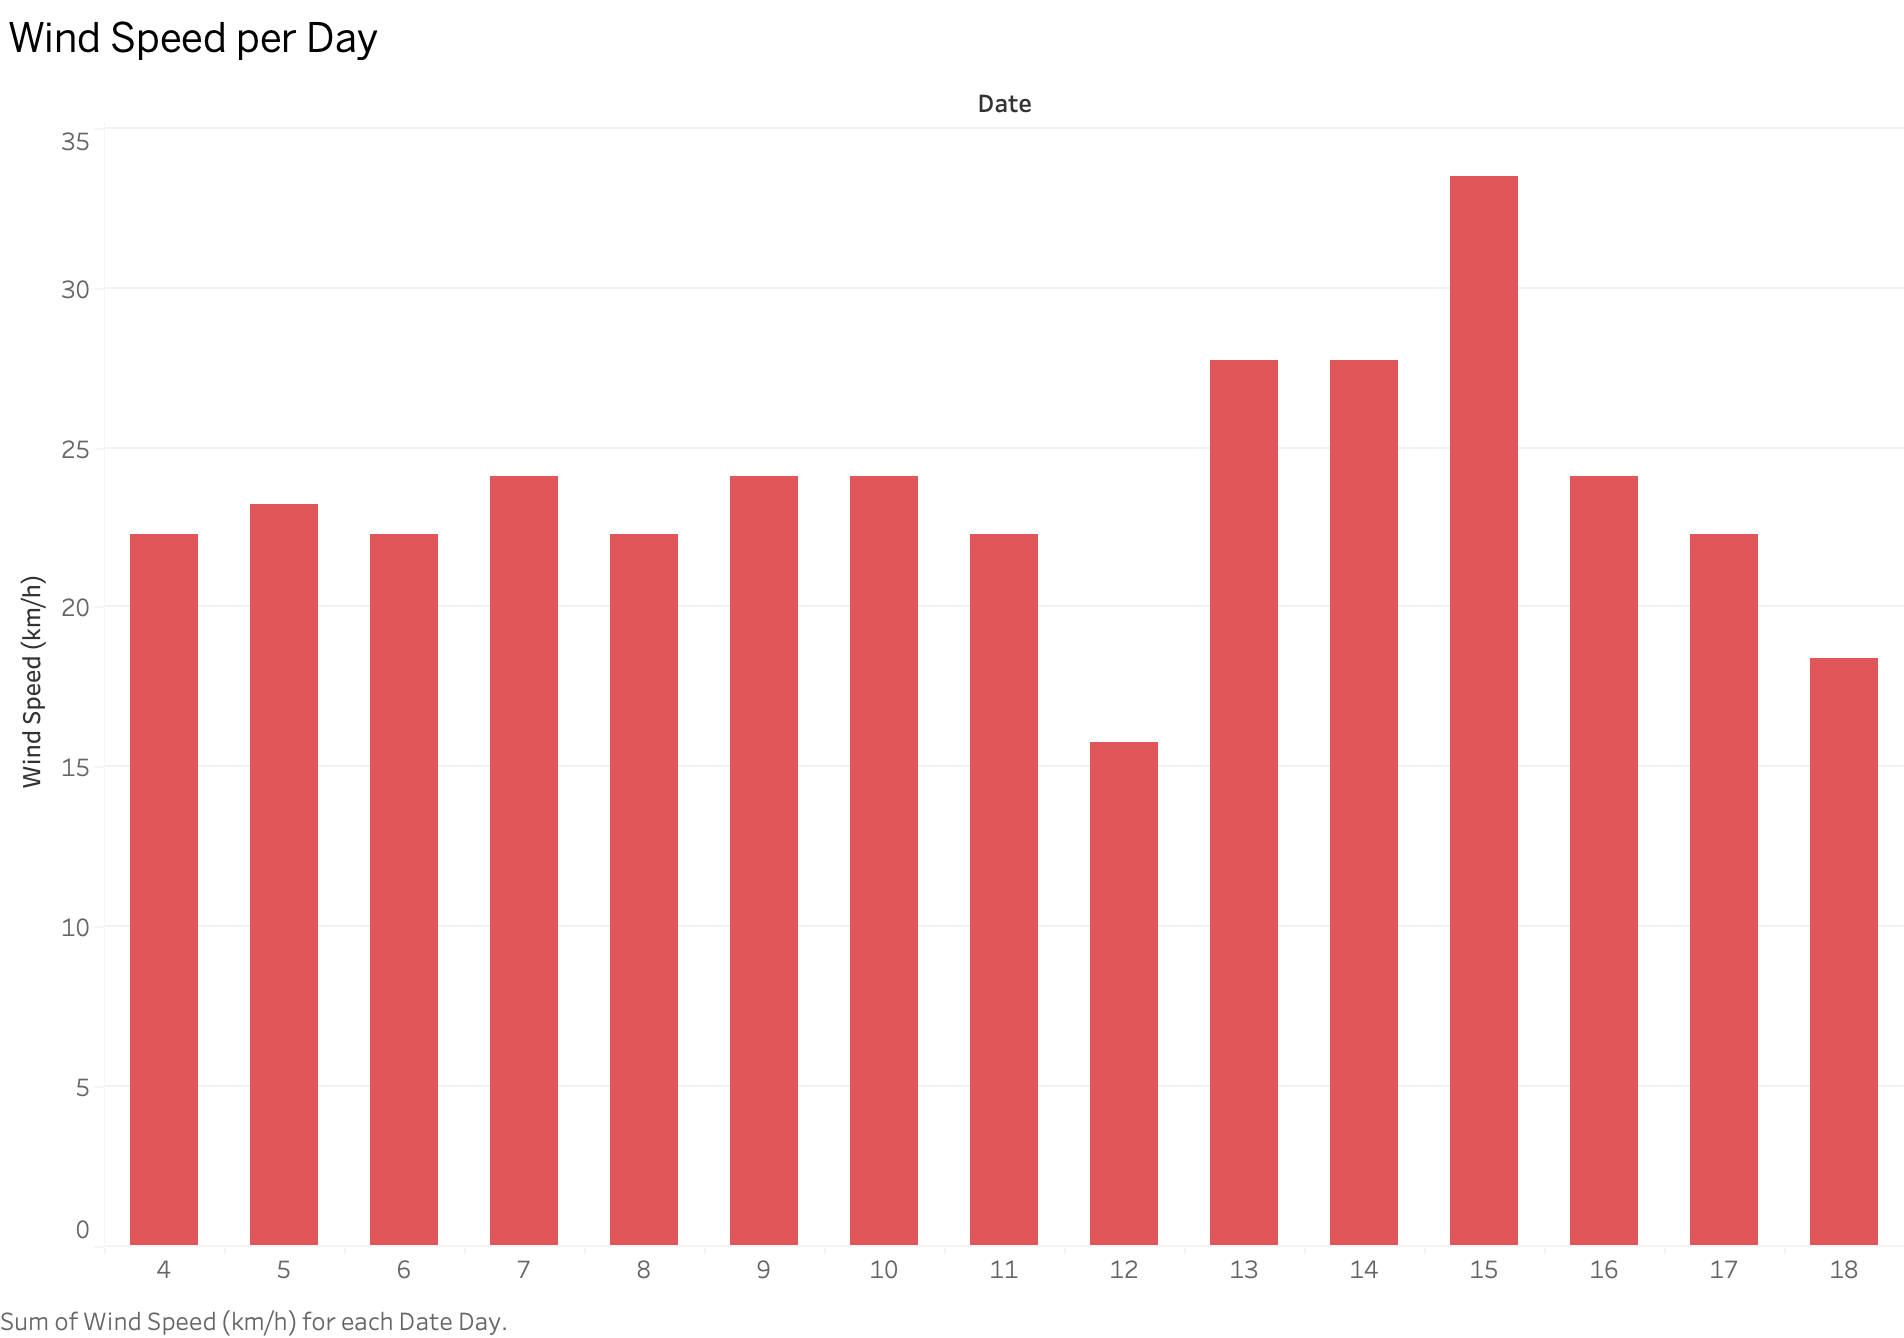 Wind Speed per Day
Date
35
30
25
20
15
10
5
0
Wind Speed (km/h)
4 5 6 7 8 9 10 11 12 13 14 15 16 17 18
Sum of Wind Speed (km/h) for each Date Day.